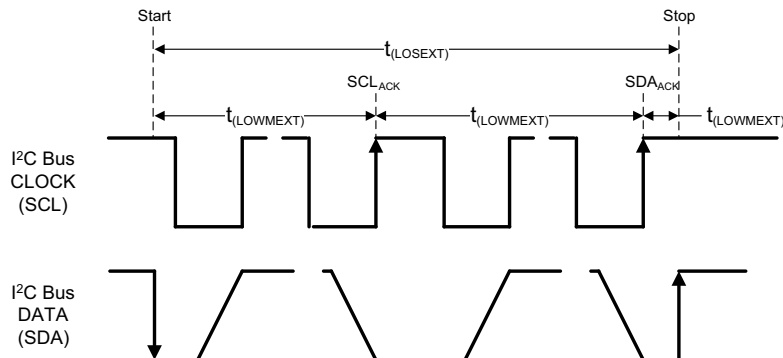 Start Stop
t(LOSEXT)
SCLACK SDAACK
t(LOWMEXT) t(LOWMEXT) t(LOWMEXT)
I²C Bus
CLOCK
(SCL)
I²C Bus
DATA
(SDA)